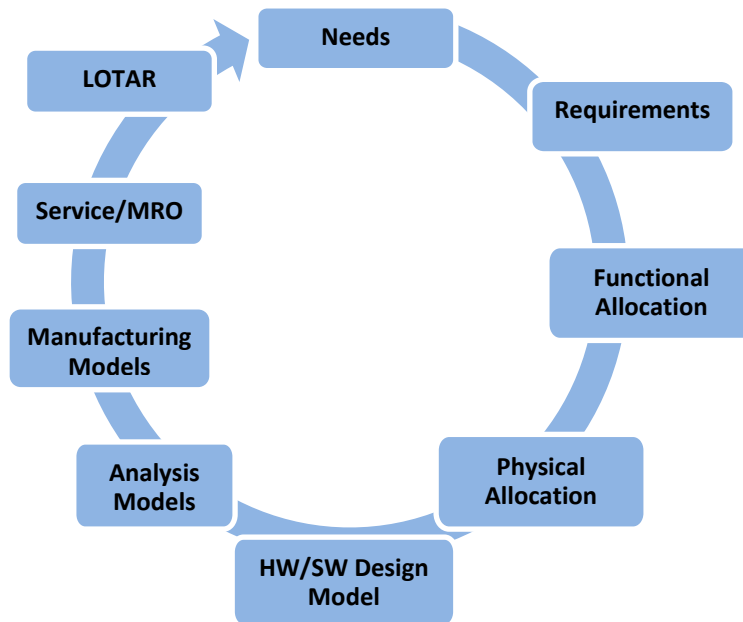 Needs
Requirements
Functional
Allocation
Physical
Allocation
HW/SW Design
Model
Analysis
Models
Manufacturing
Models
Service/MRO
LOTAR